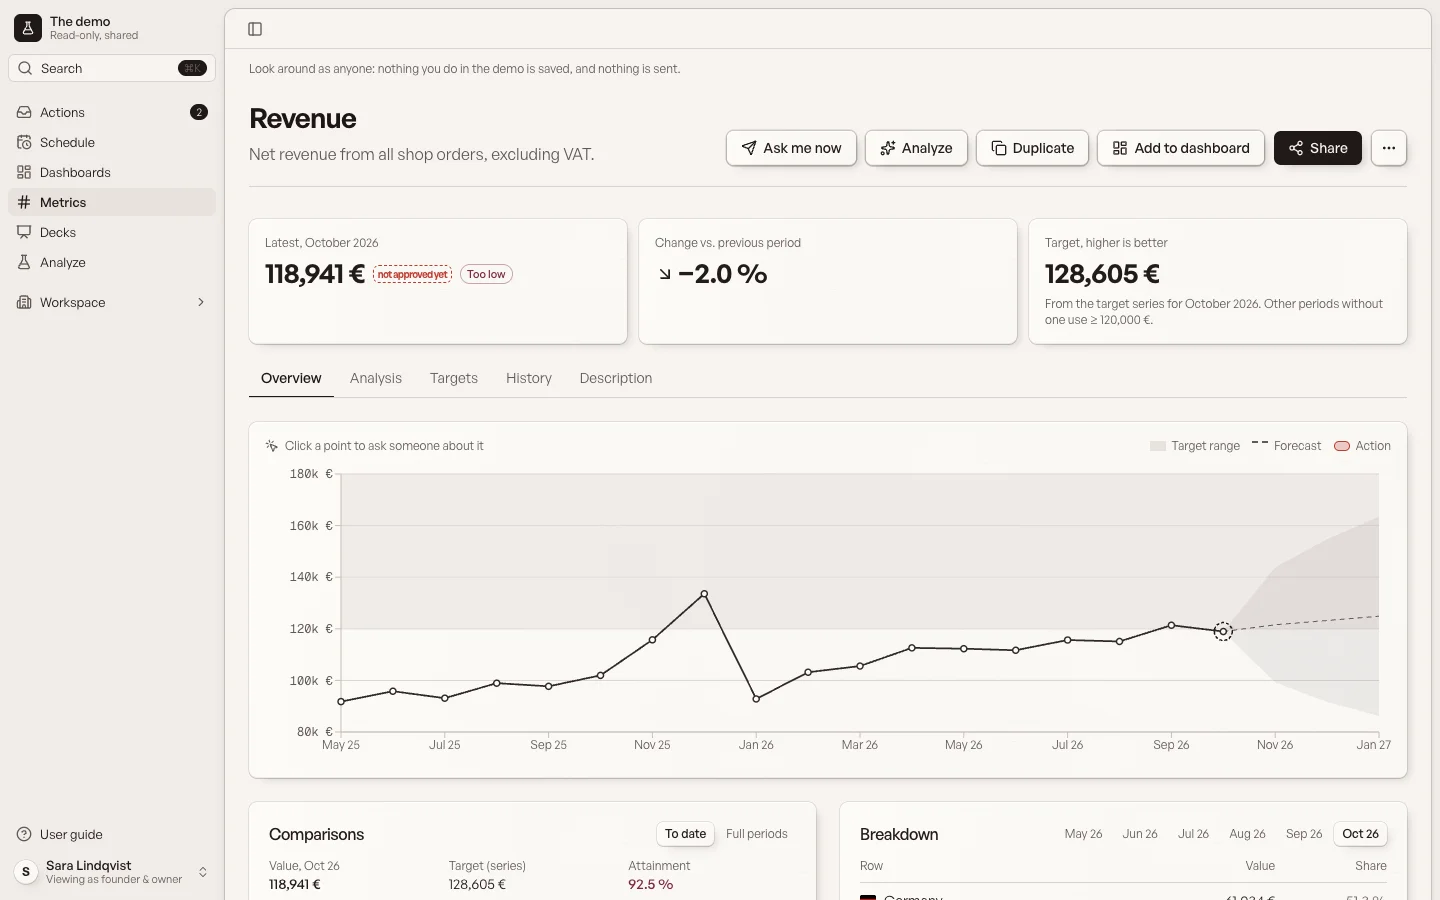 The demo
Read-only, shared
Search
⌘K
Actions
2
Schedule
Dashboards
Metrics
Decks
Analyze
Workspace
User guide
S
Sara Lindqvist
Viewing as founder & owner
Look around as anyone: nothing you do in the demo is saved, and nothing is sent.
Revenue
Net revenue from all shop orders, excluding VAT.
Ask me now
Analyze
Duplicate
Add to dashboard
Share
Latest, October 2026
118,941 € not approved yet Too low
Change vs. previous period
−2.0 %
Target, higher is better
128,605 €
From the target series for October 2026. Other periods without
one use ≥ 120,000 €.
Overview Analysis Targets History Description
Click a point to ask someone about it
Target range Forecast Action
180k €
160k €
140k €
120k €
100k €
80k €
May 25 Jul 25 Sep 25 Nov 25 Jan 26 Mar 26 May 26 Jul 26 Sep 26 Nov 26 Jan 27
Comparisons
To date Full periods
Value, Oct 26 Target (series) Attainment
118,941 € 128,605 € 92.5 %
Breakdown
May 26 Jun 26 Jul 26 Aug 26 Sep 26 Oct 26
Row Value Share
Germany